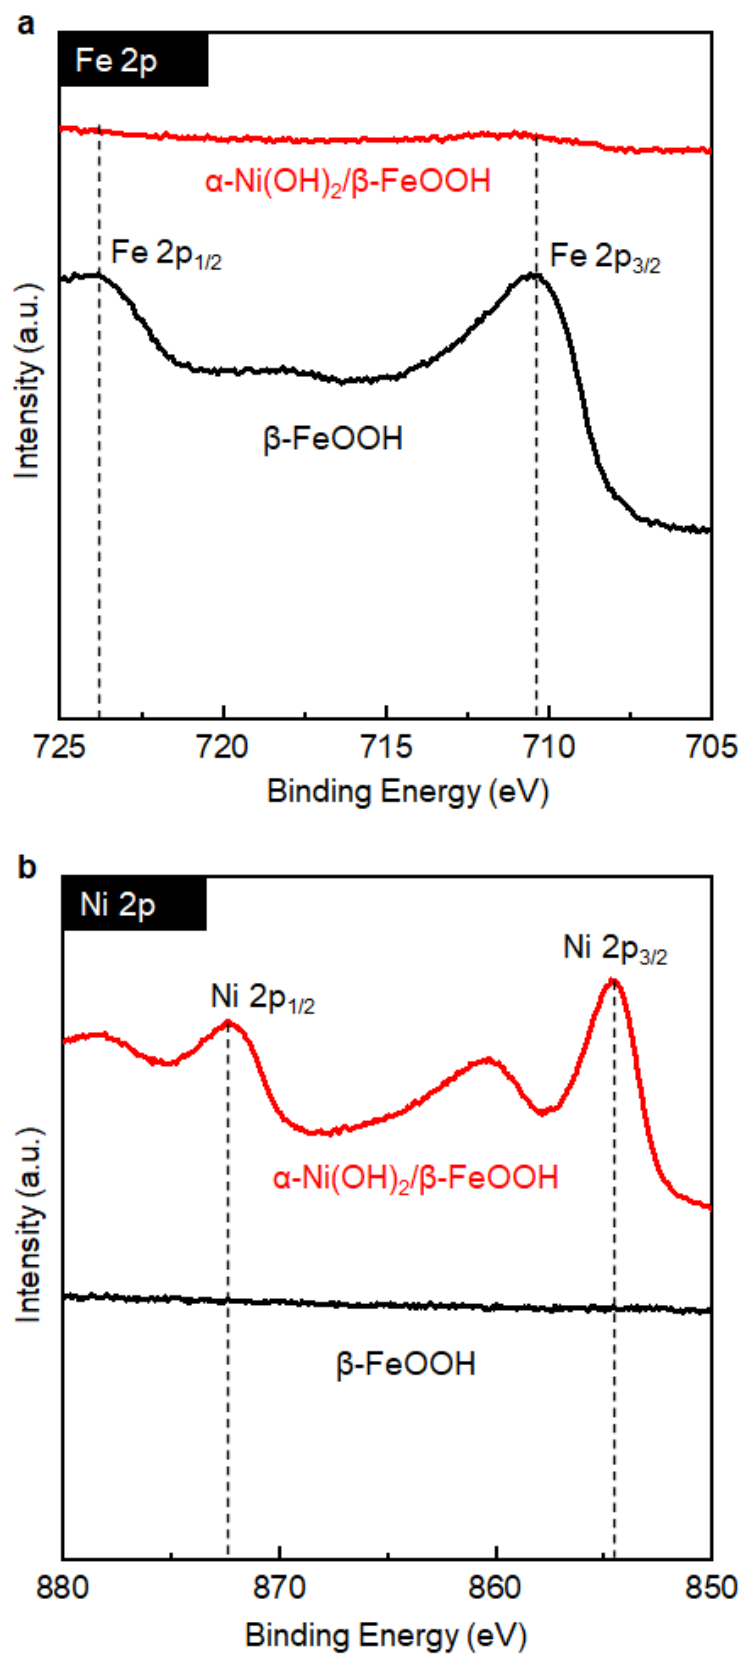 a
Fe 2p
α-Ni(OH)₂/β-FeOOH
Fe 2p₁/₂
Fe 2p₃/₂
β-FeOOH
Intensity (a.u.)
725 720 715 710 705
Binding Energy (eV)
b
Ni 2p
Ni 2p₃/₂
Ni 2p₁/₂
α-Ni(OH)₂/β-FeOOH
β-FeOOH
Intensity (a.u.)
880 870 860 850
Binding Energy (eV)